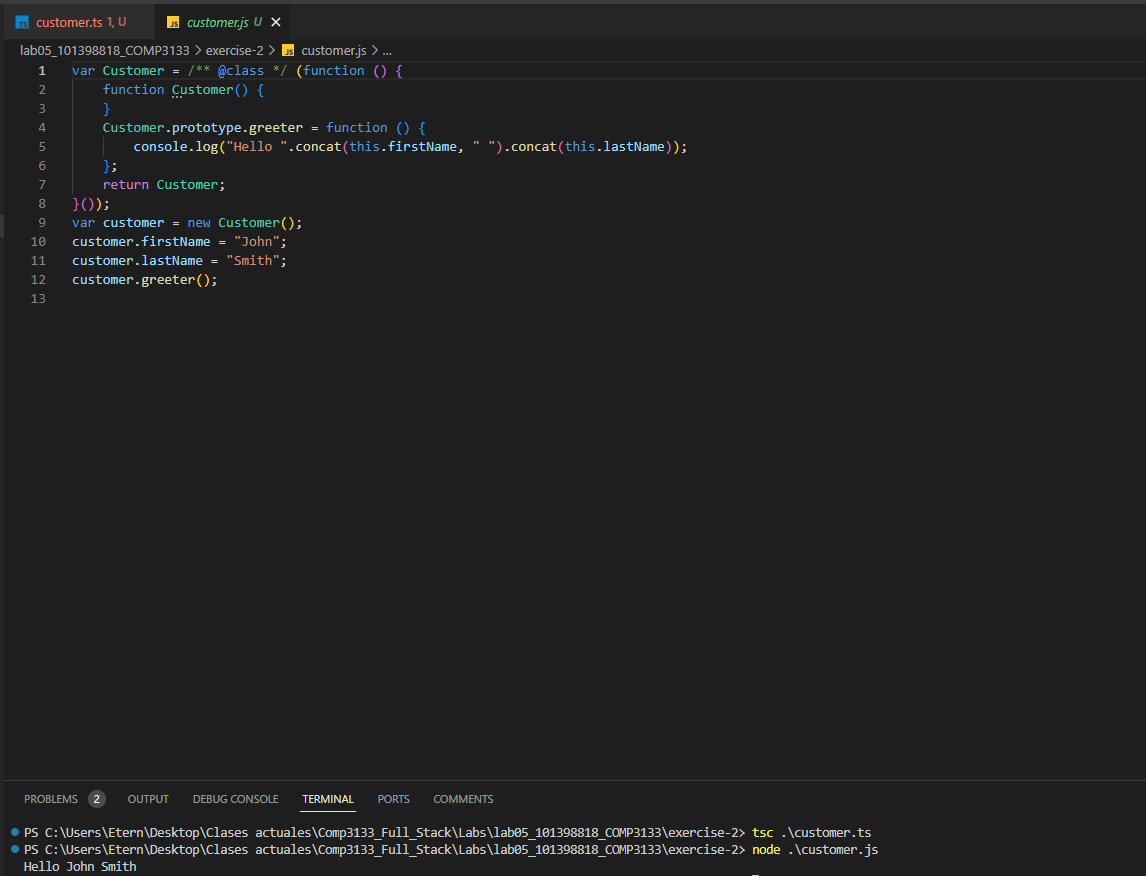 TS customer.ts 1, U JS customer.js U ✕
lab05_101398818_COMP3133 > exercise-2 > JS customer.js > ...
1 var Customer = /** @class */ (function () {
2     function Customer() {
3     }
4     Customer.prototype.greeter = function () {
5         console.log("Hello ".concat(this.firstName, " ").concat(this.lastName));
6     };
7     return Customer;
8 }());
9 var customer = new Customer();
10 customer.firstName = "John";
11 customer.lastName = "Smith";
12 customer.greeter();
13
PROBLEMS 2 OUTPUT DEBUG CONSOLE TERMINAL PORTS COMMENTS
PS C:\Users\Etern\Desktop\Clases actuales\Comp3133_Full_Stack\Labs\lab05_101398818_COMP3133\exercise-2> tsc .\customer.ts
PS C:\Users\Etern\Desktop\Clases actuales\Comp3133_Full_Stack\Labs\lab05_101398818_COMP3133\exercise-2> node .\customer.js
Hello John Smith